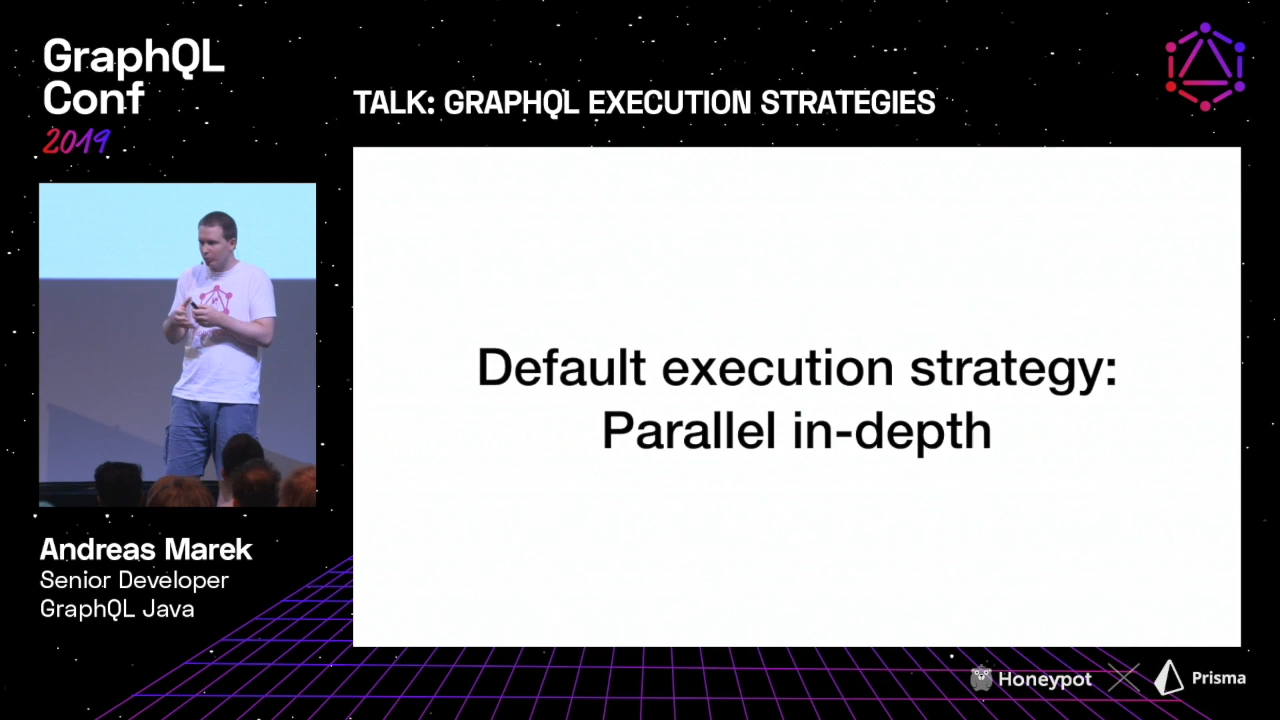 GraphQL
Conf
2019
TALK: GRAPHQL EXECUTION STRATEGIES
Default execution strategy:
Parallel in-depth
Andreas Marek
Senior Developer
GraphQL Java
Honeypot
Prisma